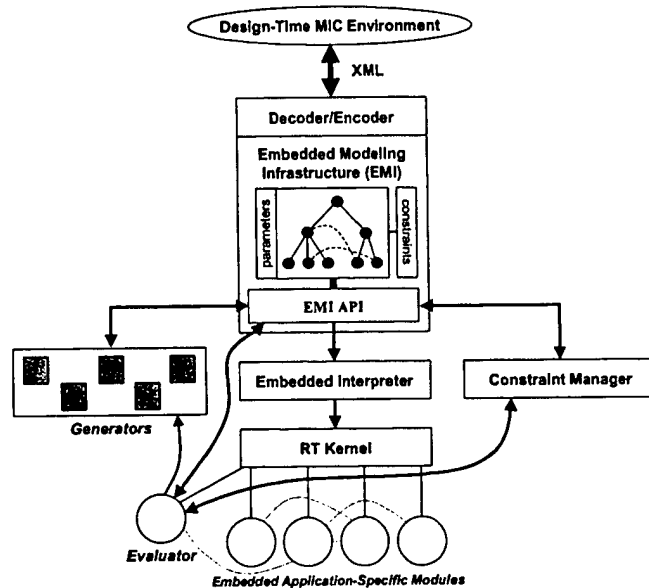 Design-Time MIC Environment
XML
Decoder/Encoder
Embedded Modeling
Infrastructure (EMI)
parameters
constraints
EMI API
Embedded Interpreter
Constraint Manager
Generators
RT Kernel
Evaluator
Embedded Application-Specific Modules